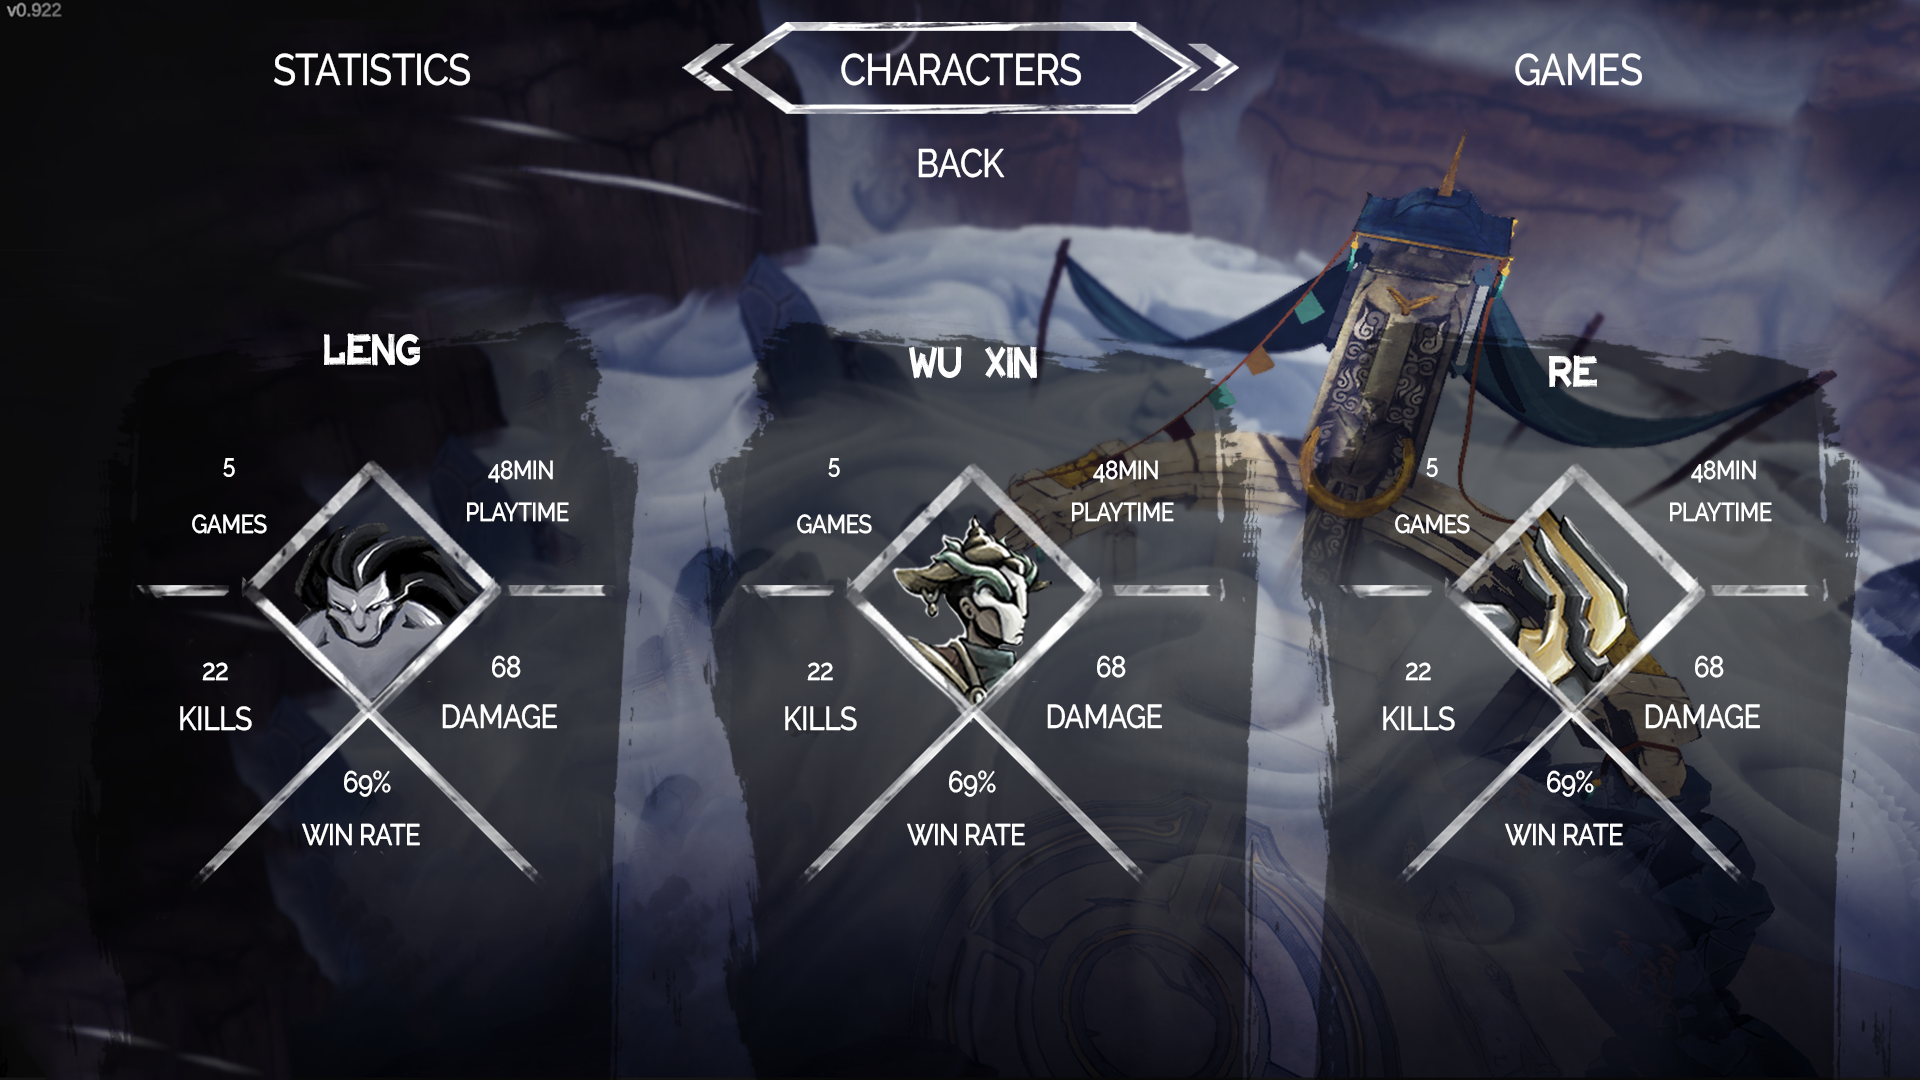 v0.922
STATISTICS
CHARACTERS
GAMES
BACK
LENG
5
GAMES
48MIN
PLAYTIME
22
KILLS
68
DAMAGE
69%
WIN RATE
WU XIN
5
GAMES
48MIN
PLAYTIME
22
KILLS
68
DAMAGE
69%
WIN RATE
RE
5
GAMES
48MIN
PLAYTIME
22
KILLS
68
DAMAGE
69%
WIN RATE